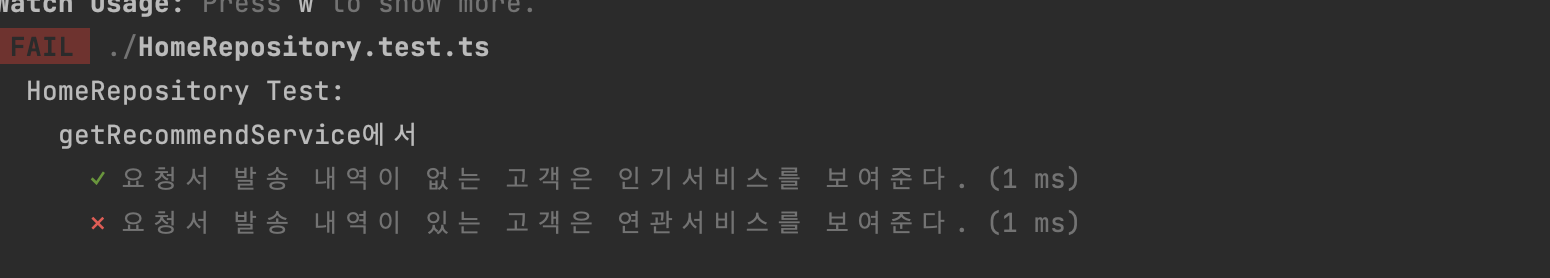 Watch Usage: Press w to show more.
FAIL ./HomeRepository.test.ts
HomeRepository Test:
getRecommendService에서
✓ 요청서 발송 내역이 없는 고객은 인기서비스를 보여준다. (1 ms)
✕ 요청서 발송 내역이 있는 고객은 연관서비스를 보여준다. (1 ms)